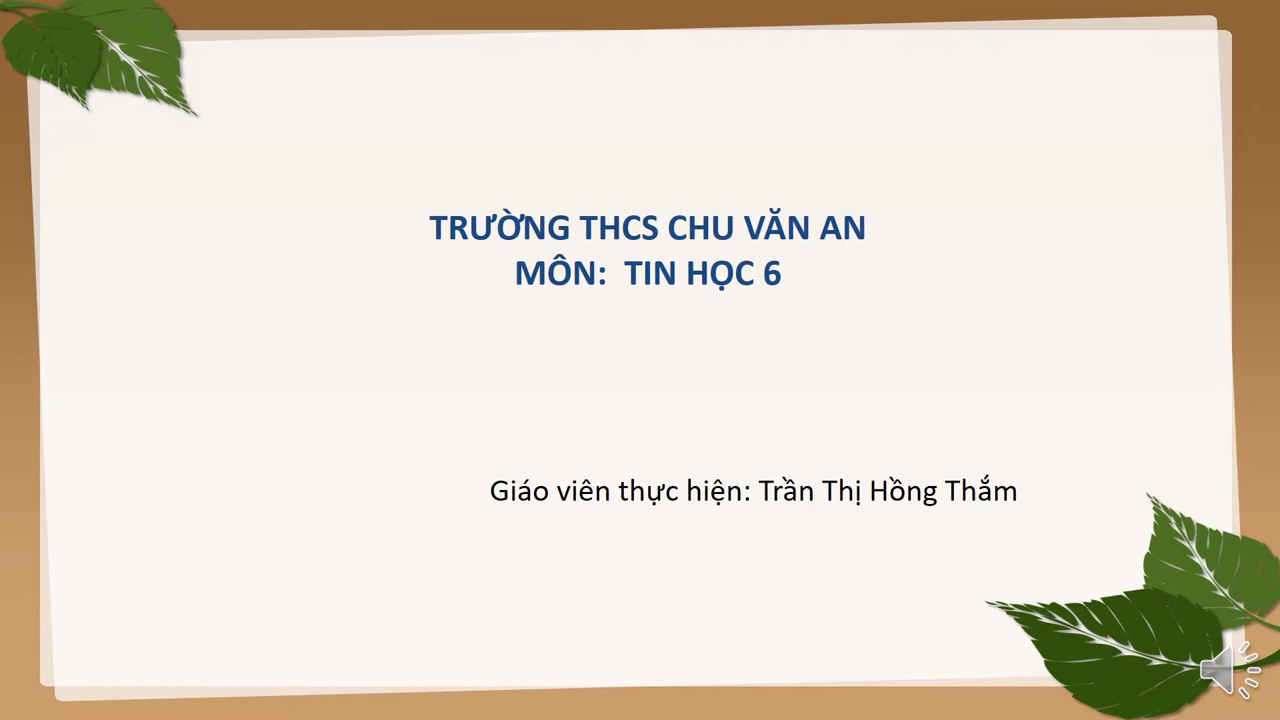 TRƯỜNG THCS CHU VĂN AN
MÔN:  TIN HỌC 6
Giáo viên thực hiện: Trần Thị Hồng Thắm